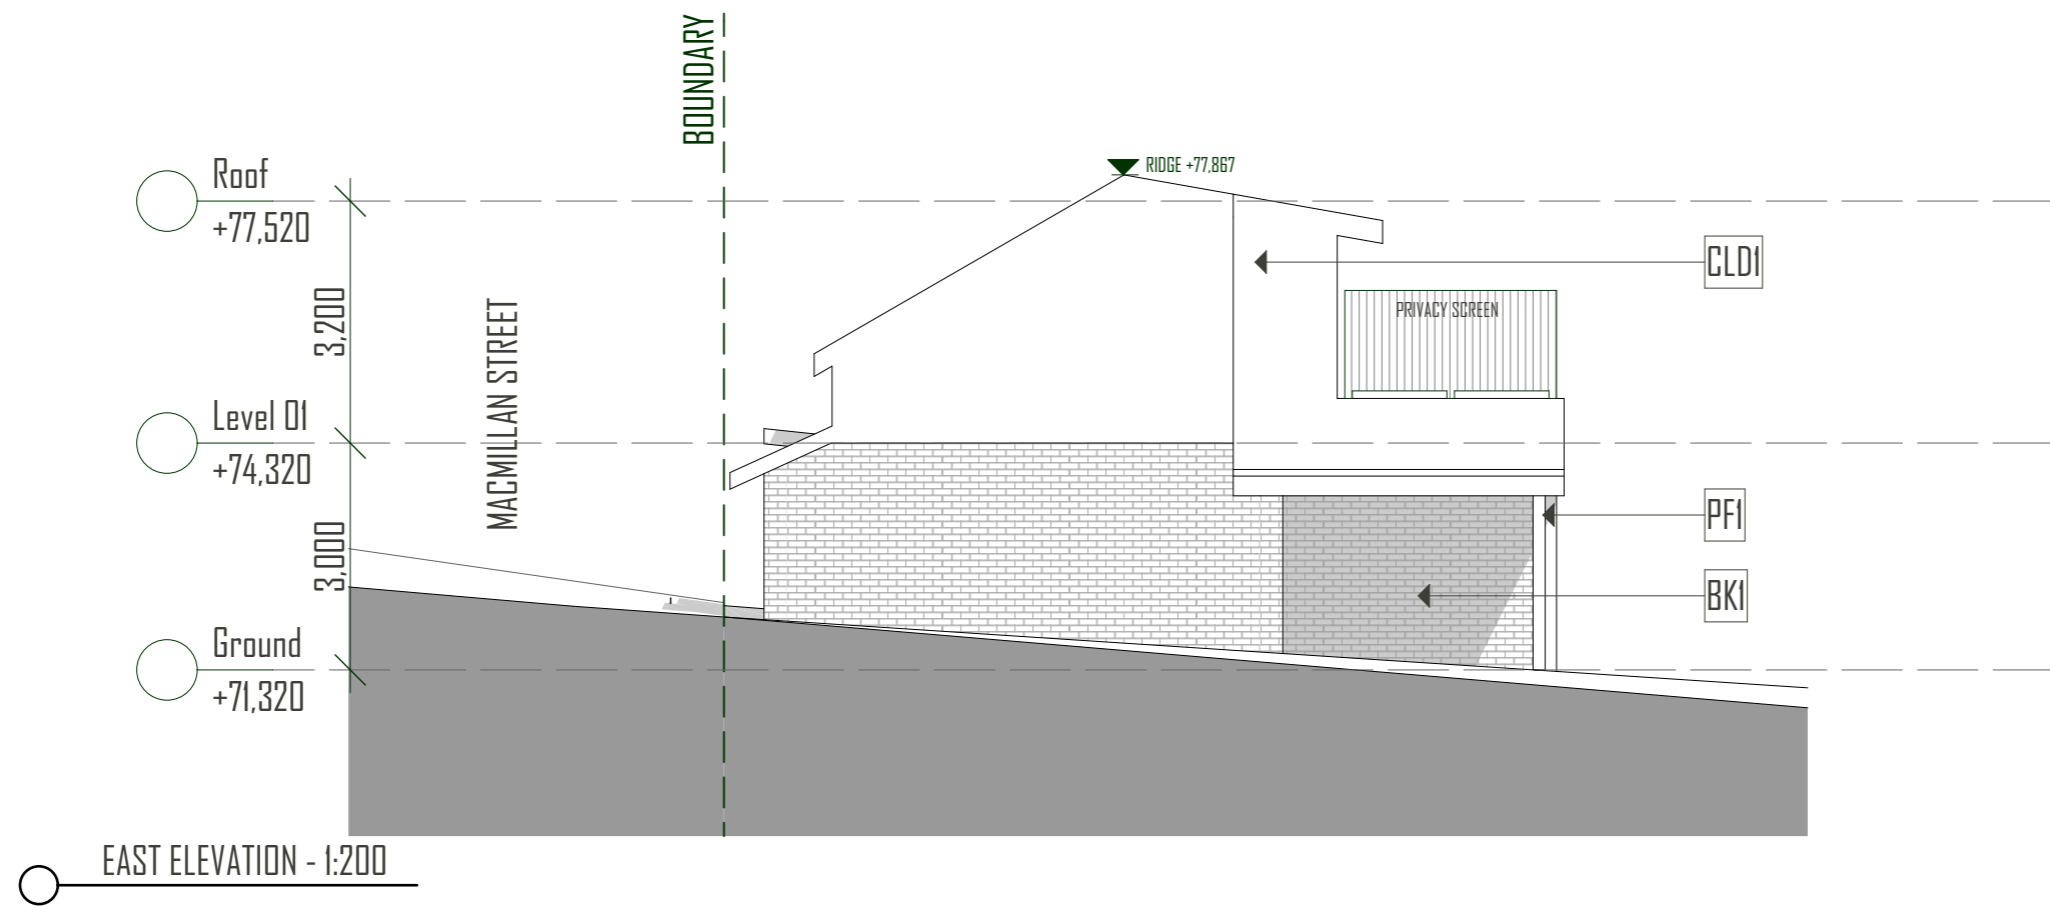 BOUNDARY
RIDGE +77,867
Roof
+77,520
CLD1
3,200
PRIVACY SCREEN
MACMILLAN STREET
Level 01
+74,320
PF1
3,000
BK1
Ground
+71,320
EAST ELEVATION - 1:200